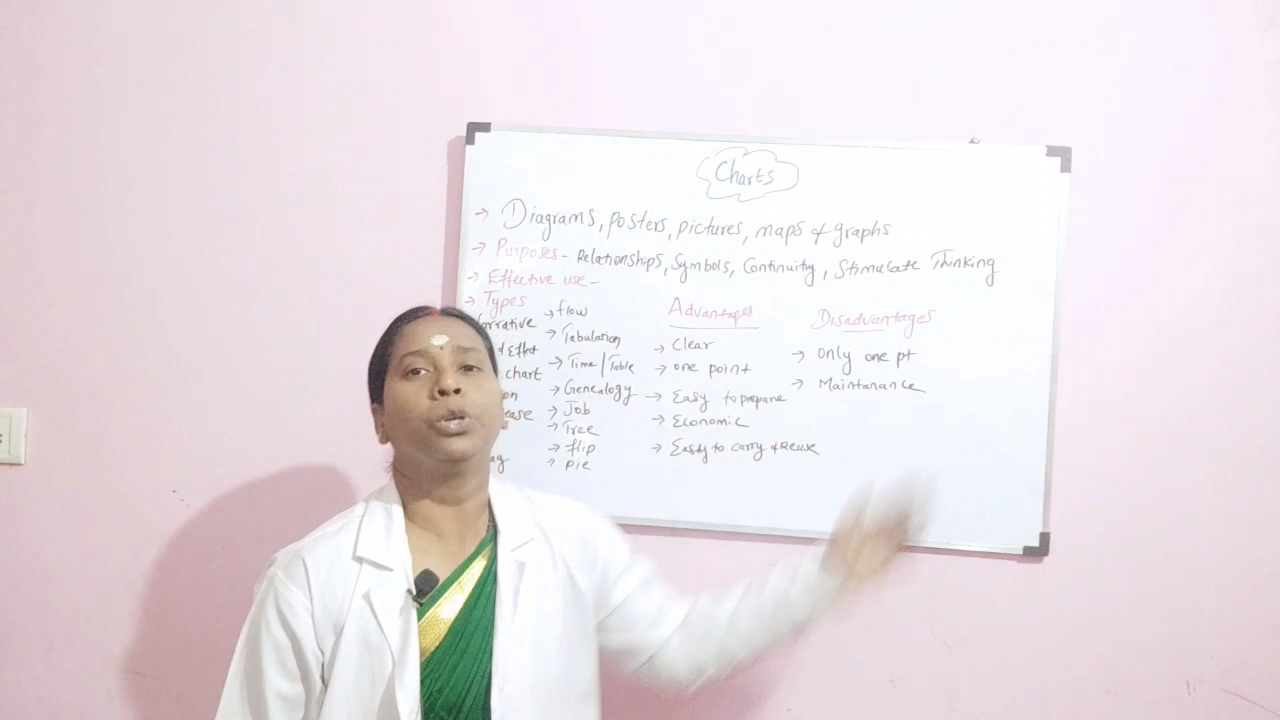 Charts
→ Diagrams, posters, pictures, maps & graphs
→ Purposes - Relationships, Symbols, Continuity, Stimulate Thinking
→ Effective use -
→ Types
→ flow
→ Tabulation
chart → Time/Table
→ Genealogy
→ Job
→ Tree
→ flip
→ pie
Advantages
→ Clear
→ one point
→ Easy to prepare
→ Economic
→ Easly to carry & Reuse
Disadvantages
→ Only one pt
→ Maintanance